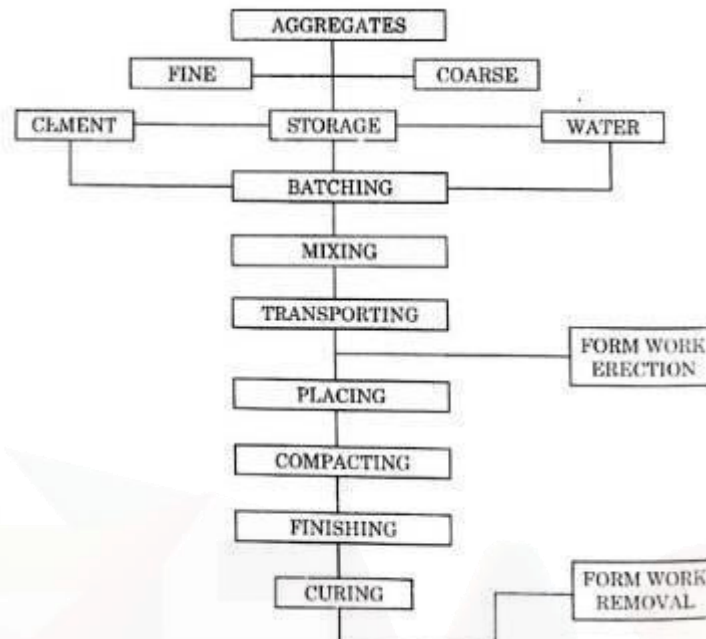 AGGREGATES
FINE
COARSE
CEMENT
STORAGE
WATER
BATCHING
MIXING
TRANSPORTING
FORM WORK
ERECTION
PLACING
COMPACTING
FINISHING
CURING
FORM WORK
REMOVAL